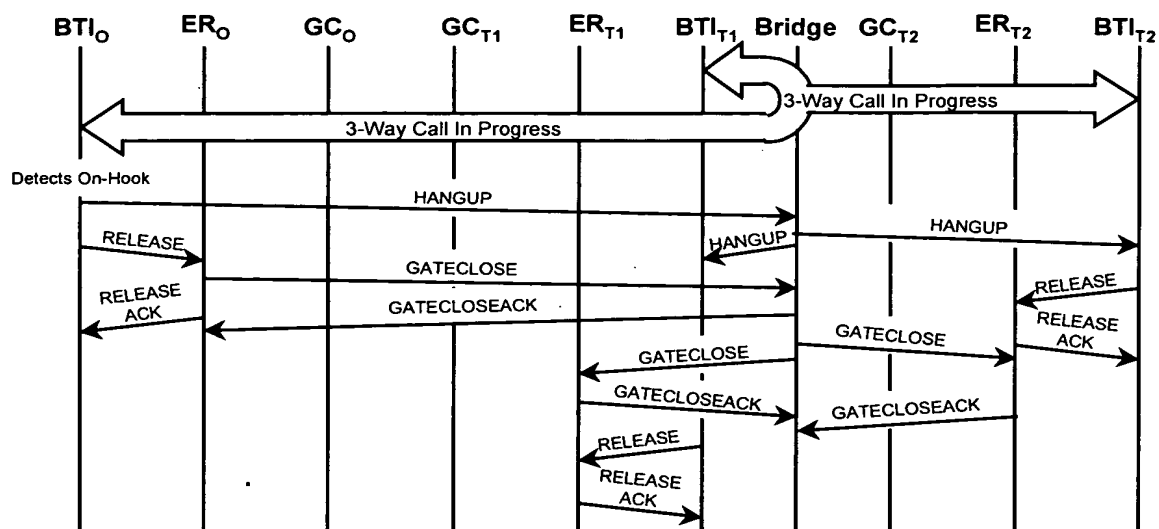 BTIO ERO GCO GCT1 ERT1 BTIT1 Bridge GCT2 ERT2 BTIT2
3-Way Call In Progress
3-Way Call In Progress
Detects On-Hook
HANGUP
HANGUP
HANGUP
RELEASE
GATECLOSE
RELEASE
RELEASE
ACK
GATECLOSEACK
RELEASE
ACK
GATECLOSE
GATECLOSE
GATECLOSEACK
GATECLOSEACK
RELEASE
RELEASE
ACK